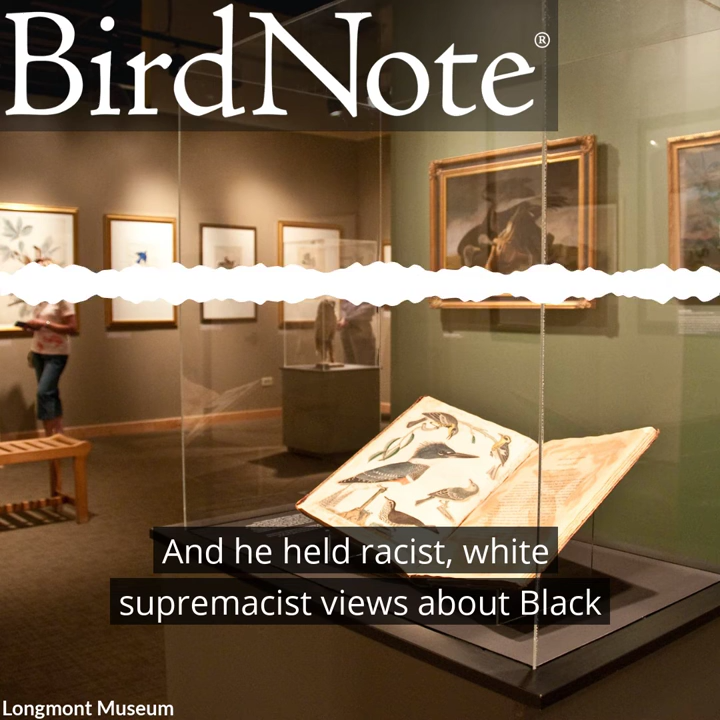 BirdNote®
And he held racist, white
supremacist views about Black
Longmont Museum